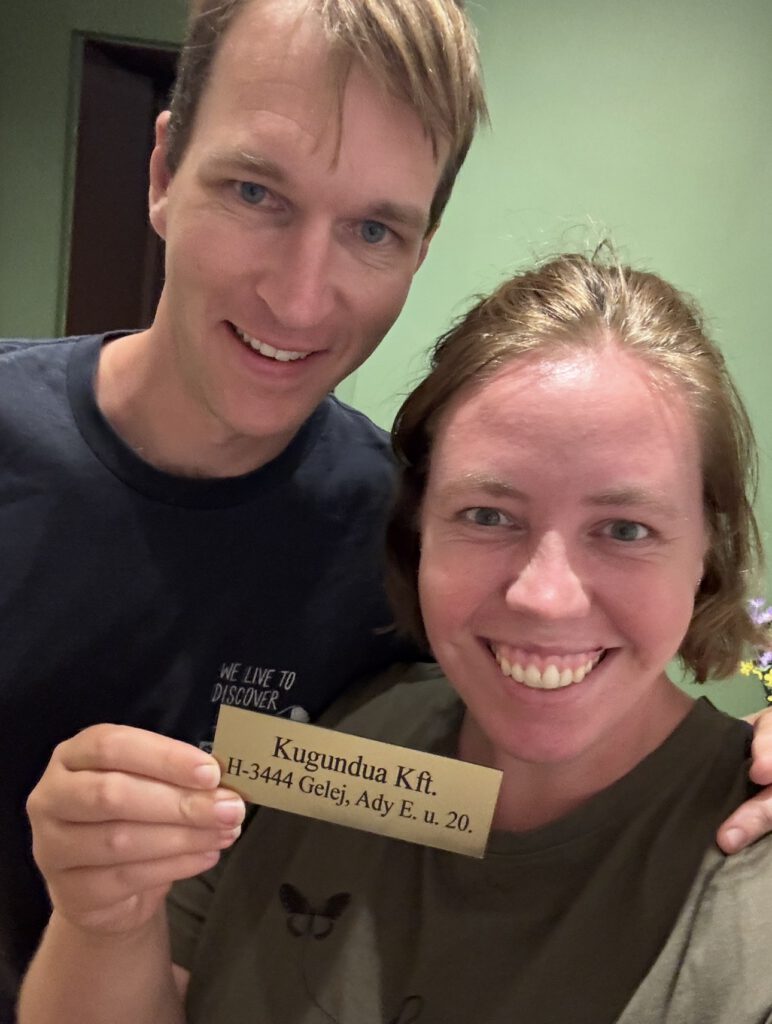 WE LIVE TO
DISCOVER
Kugundua Kft.
H-3444 Gelej, Ady E. u. 20.